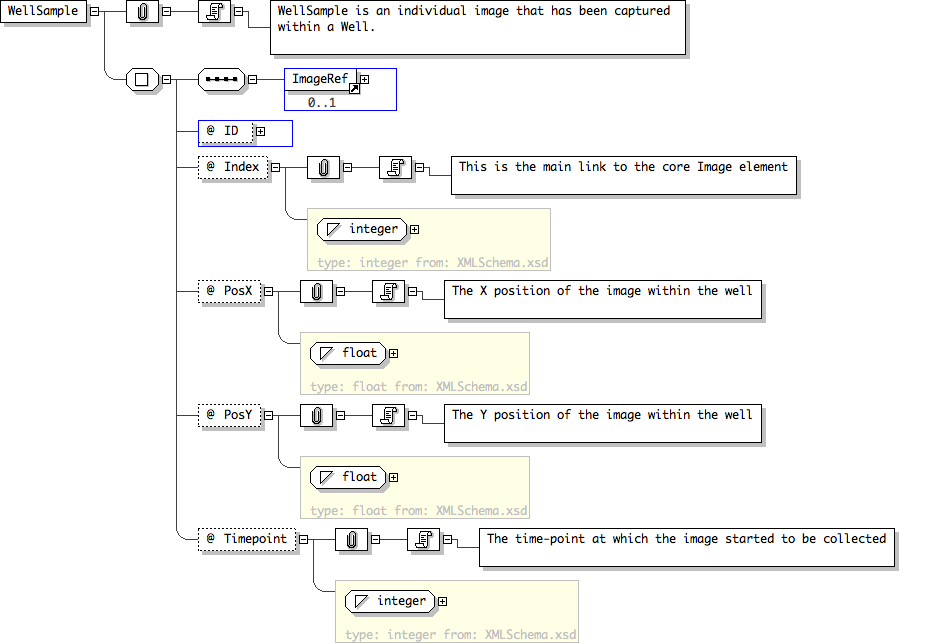 WellSample
WellSample is an individual image that has been captured
within a Well.
ImageRef
0..1
@ ID
@ Index
This is the main link to the core Image element
integer
type: integer from: XMLSchema.xsd
@ PosX
The X position of the image within the well
float
type: float from: XMLSchema.xsd
@ PosY
The Y position of the image within the well
float
type: float from: XMLSchema.xsd
@ Timepoint
The time-point at which the image started to be collected
integer
type: integer from: XMLSchema.xsd